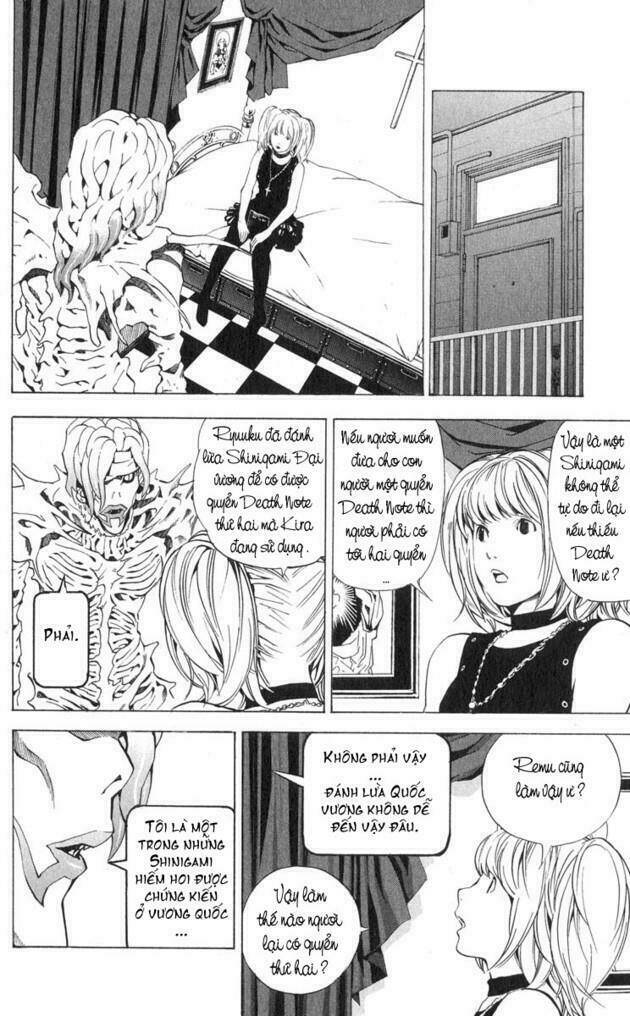 Vậy là một
Shinigami
không thể
tự do đi lại
nếu thiếu
Death
Note ư?
Nếu ngươi muốn
đưa cho con
người một quyển
Death Note thì
ngươi phải có
tới hai quyển
...
Ryuuku đã đánh
lừa Shinigami Đại
vương để có được
quyển Death Note
thứ hai mà Kira
đang sử dụng.
Phải.
Remu cũng
làm vậy ư?
Không phải vậy
...
Đánh lừa Quốc
vương không dễ
đến vậy đâu.
Vậy làm
thế nào ngươi
lại có quyển
thứ hai?
Tôi là một
trong những
Shinigami
hiếm hoi được
chứng kiến
ở vương quốc
...